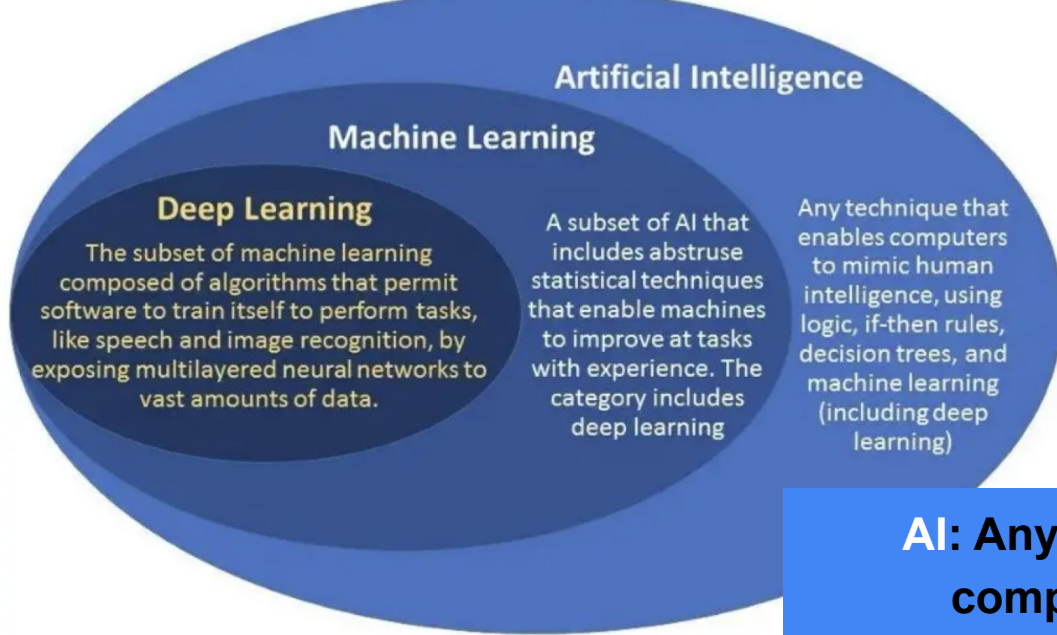 Artificial Intelligence
Machine Learning
Deep Learning
The subset of machine learning
composed of algorithms that permit
software to train itself to perform tasks,
like speech and image recognition, by
exposing multilayered neural networks to
vast amounts of data.
A subset of AI that
includes abstruse
statistical techniques
that enable machines
to improve at tasks
with experience. The
category includes
deep learning
Any technique that
enables computers
to mimic human
intelligence, using
logic, if-then rules,
decision trees, and
machine learning
(including deep
learning)
AI: Any
comp